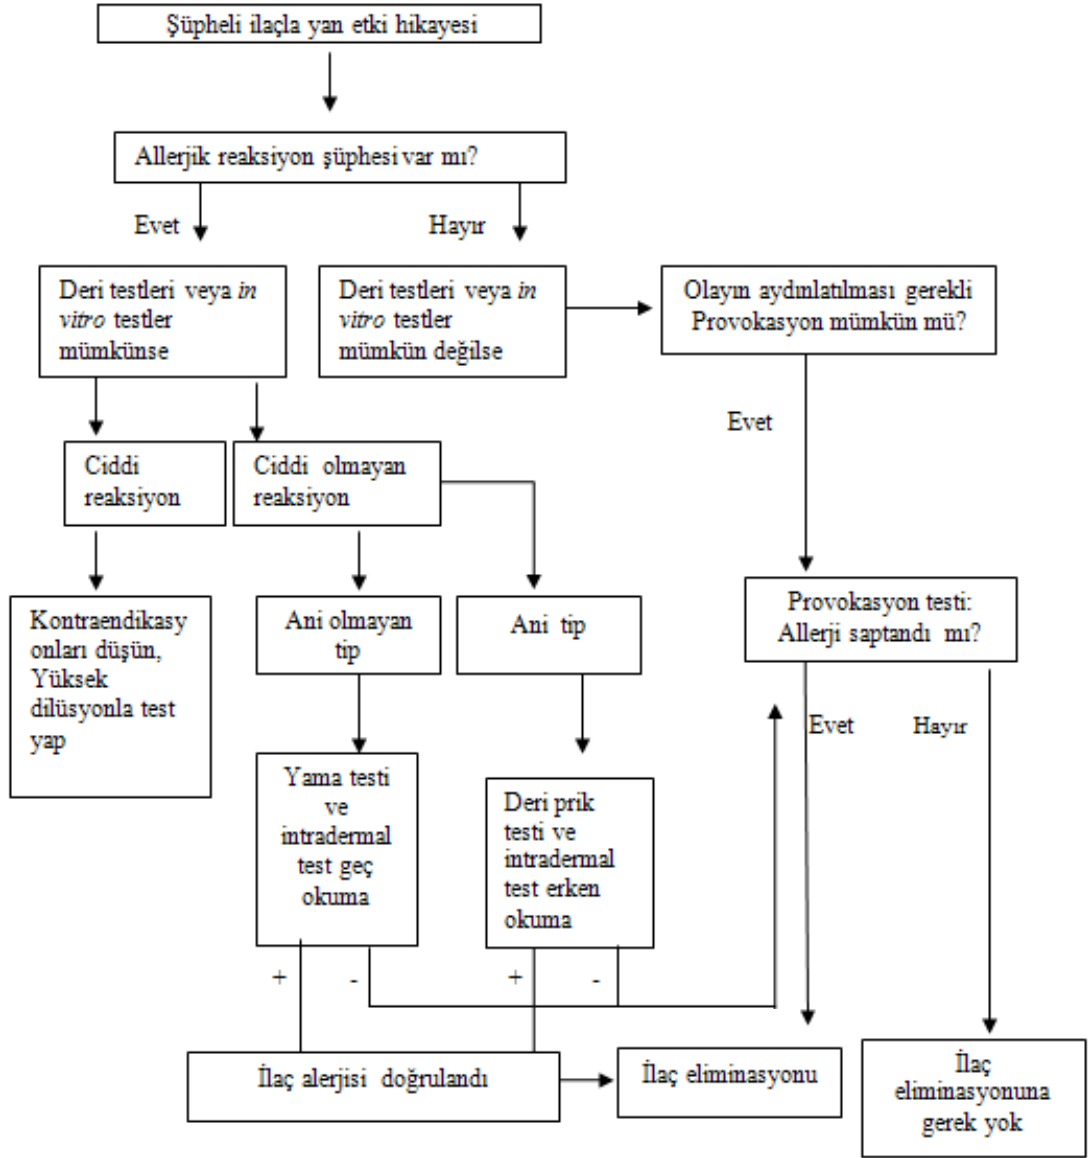 Şüpheli ilaçla yan etki hikayesi
Allerjik reaksiyon şüphesi var mı?
Evet
Hayır
Deri testleri veya in
vitro testler
mümkünse
Deri testleri veya in
vitro testler
mümkün değilse
Olayın aydınlatılması gerekli
Provokasyon mümkün mü?
Evet
Ciddi
reaksiyon
Ciddi olmayan
reaksiyon
Kontraendikasy
onları düşün,
Yüksek
dilüsyonla test
yap
Ani olmayan
tip
Ani tip
Provokasyon testi:
Allerji saptandı mı?
Evet
Hayır
Yama testi
ve
intradermal
test geç
okuma
Deri prik
testi ve
intradermal
test erken
okuma
+
-
+
-
İlaç alerjisi doğrulandı
İlaç eliminasyonu
İlaç
eliminasyonuna
gerek yok